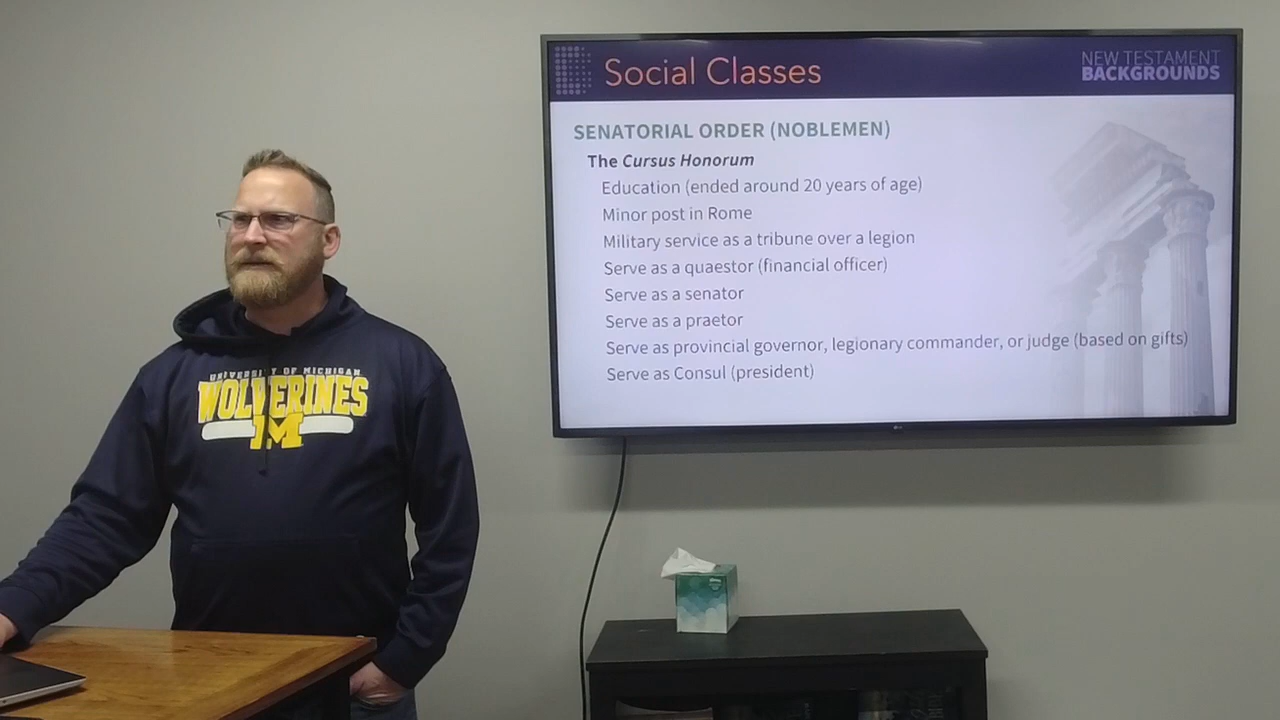 Social Classes
NEW TESTAMENT
BACKGROUNDS
SENATORIAL ORDER (NOBLEMEN)
The Cursus Honorum
Education (ended around 20 years of age)
Minor post in Rome
Military service as a tribune over a legion
Serve as a quaestor (financial officer)
Serve as a senator
Serve as a praetor
Serve as provincial governor, legionary commander, or judge (based on gifts)
Serve as Consul (president)
UNIVERSITY OF MICHIGAN
WOLVERINES
M
LG